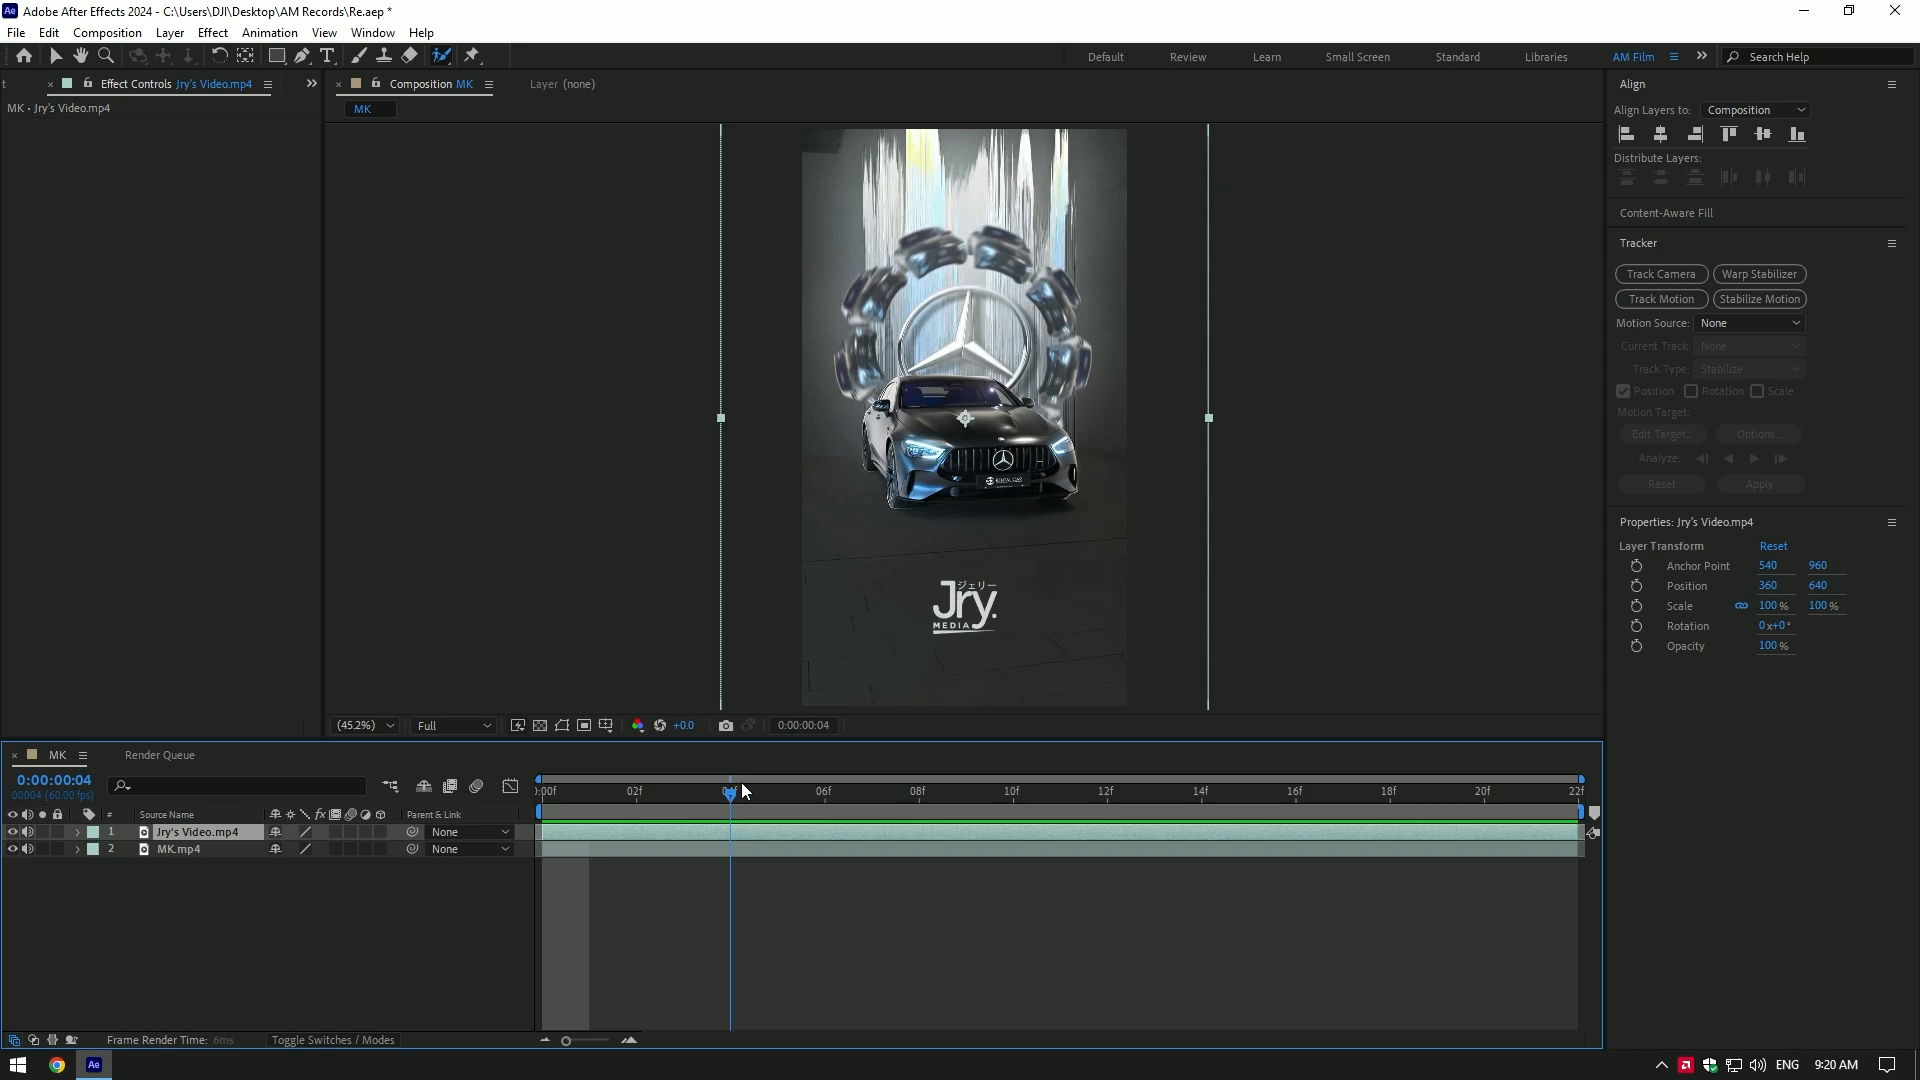 Adobe After Effects 2024 - C:\Users\DJI\Desktop\AM Records\Re.aep *
File Edit Composition Layer Effect Animation View Window Help
Default Review Learn Small Screen Standard Libraries AM Film Search Help
Effect Controls Jry's Video.mp4
MK • Jry's Video.mp4
Composition MK
Layer (none)
MK
ジェリー
Jry.
MEDIA
(45.2%) Full +0.0 0:00:00:04
Align
Align Layers to: Composition
Distribute Layers:
Content-Aware Fill
Tracker
Track Camera Warp Stabilizer
Track Motion Stabilize Motion
Motion Source: None
Current Track: None
Track Type: Stabilize
Position Rotation Scale
Motion Target:
Edit Target... Options...
Analyze:
Reset Apply
Properties: Jry's Video.mp4
Layer Transform Reset
Anchor Point 540 960
Position 360 640
Scale 100 % 100 %
Rotation 0x+0°
Opacity 100 %
MK Render Queue
0:00:00:04
00004 (60.00 fps)
:00f 02f 04f 06f 08f 10f 12f 14f 16f 18f 20f 22f
# Source Name fx Parent & Link
1 Jry's Video.mp4 None
2 MK.mp4 None
Frame Render Time: 6ms Toggle Switches / Modes
Ae ENG 9:20 AM